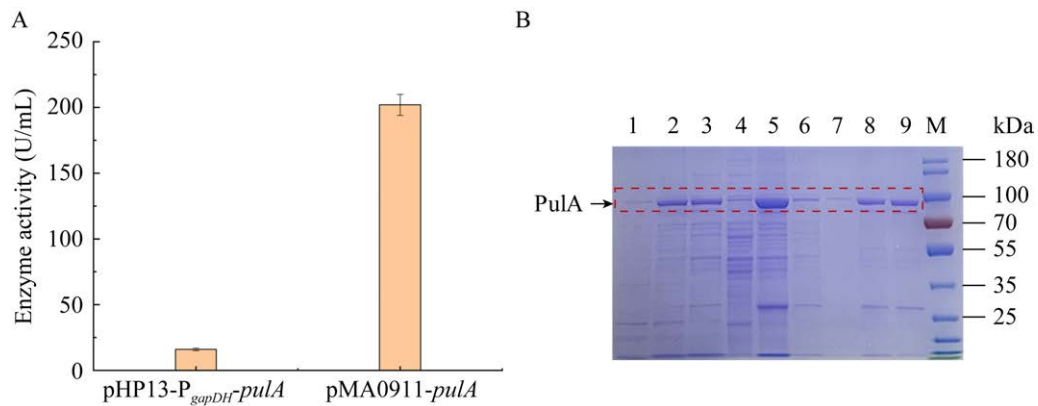 A
B
250
200
150
100
50
0
Enzyme activity (U/mL)
pHP13-PgapDH-pulA
pMA0911-pulA
1 2 3 4 5 6 7 8 9 M kDa
180
PulA
100
70
55
35
25